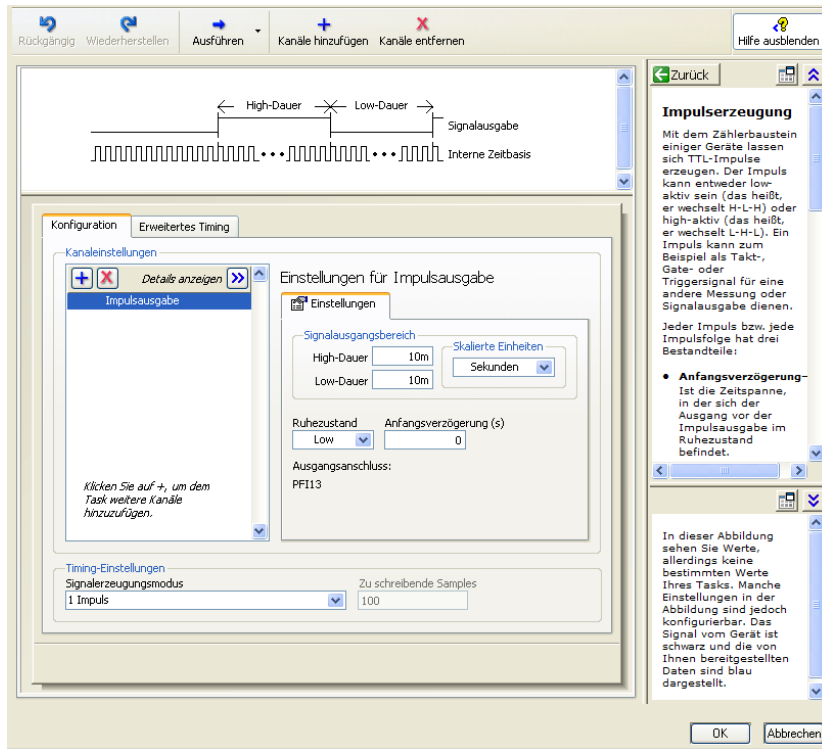 Rückgängig Wiederherstellen Ausführen Kanäle hinzufügen Kanäle entfernen Hilfe ausblenden
High-Dauer Low-Dauer
Signalausgabe
Interne Zeitbasis
Konfiguration Erweitertes Timing
Kanaleinstellungen
Details anzeigen
Impulsausgabe
Klicken Sie auf +, um dem
Task weitere Kanäle
hinzuzufügen.
Einstellungen für Impulsausgabe
Einstellungen
Signalausgangsbereich
High-Dauer 10m
Low-Dauer 10m
Skalierte Einheiten
Sekunden
Ruhezustand Anfangsverzögerung (s)
Low 0
Ausgangsanschluss:
PFI13
Timing-Einstellungen
Signalerzeugungsmodus Zu schreibende Samples
1 Impuls 100
Zurück
Impulserzeugung
Mit dem Zählerbaustein
einiger Geräte lassen
sich TTL-Impulse
erzeugen. Der Impuls
kann entweder low-
aktiv sein (das heißt,
er wechselt H-L-H) oder
high-aktiv (das heißt,
er wechselt L-H-L). Ein
Impuls kann zum
Beispiel als Takt-,
Gate- oder
Triggersignal für eine
andere Messung oder
Signalausgabe dienen.
Jeder Impuls bzw. jede
Impulsfolge hat drei
Bestandteile:
• Anfangsverzögerung–
Ist die Zeitspanne,
in der sich der
Ausgang vor der
Impulsausgabe im
Ruhezustand
befindet.
In dieser Abbildung
sehen Sie Werte,
allerdings keine
bestimmten Werte
Ihres Tasks. Manche
Einstellungen in der
Abbildung sind jedoch
konfigurierbar. Das
Signal vom Gerät ist
schwarz und die von
Ihnen bereitgestellten
Daten sind blau
dargestellt.
OK Abbrechen